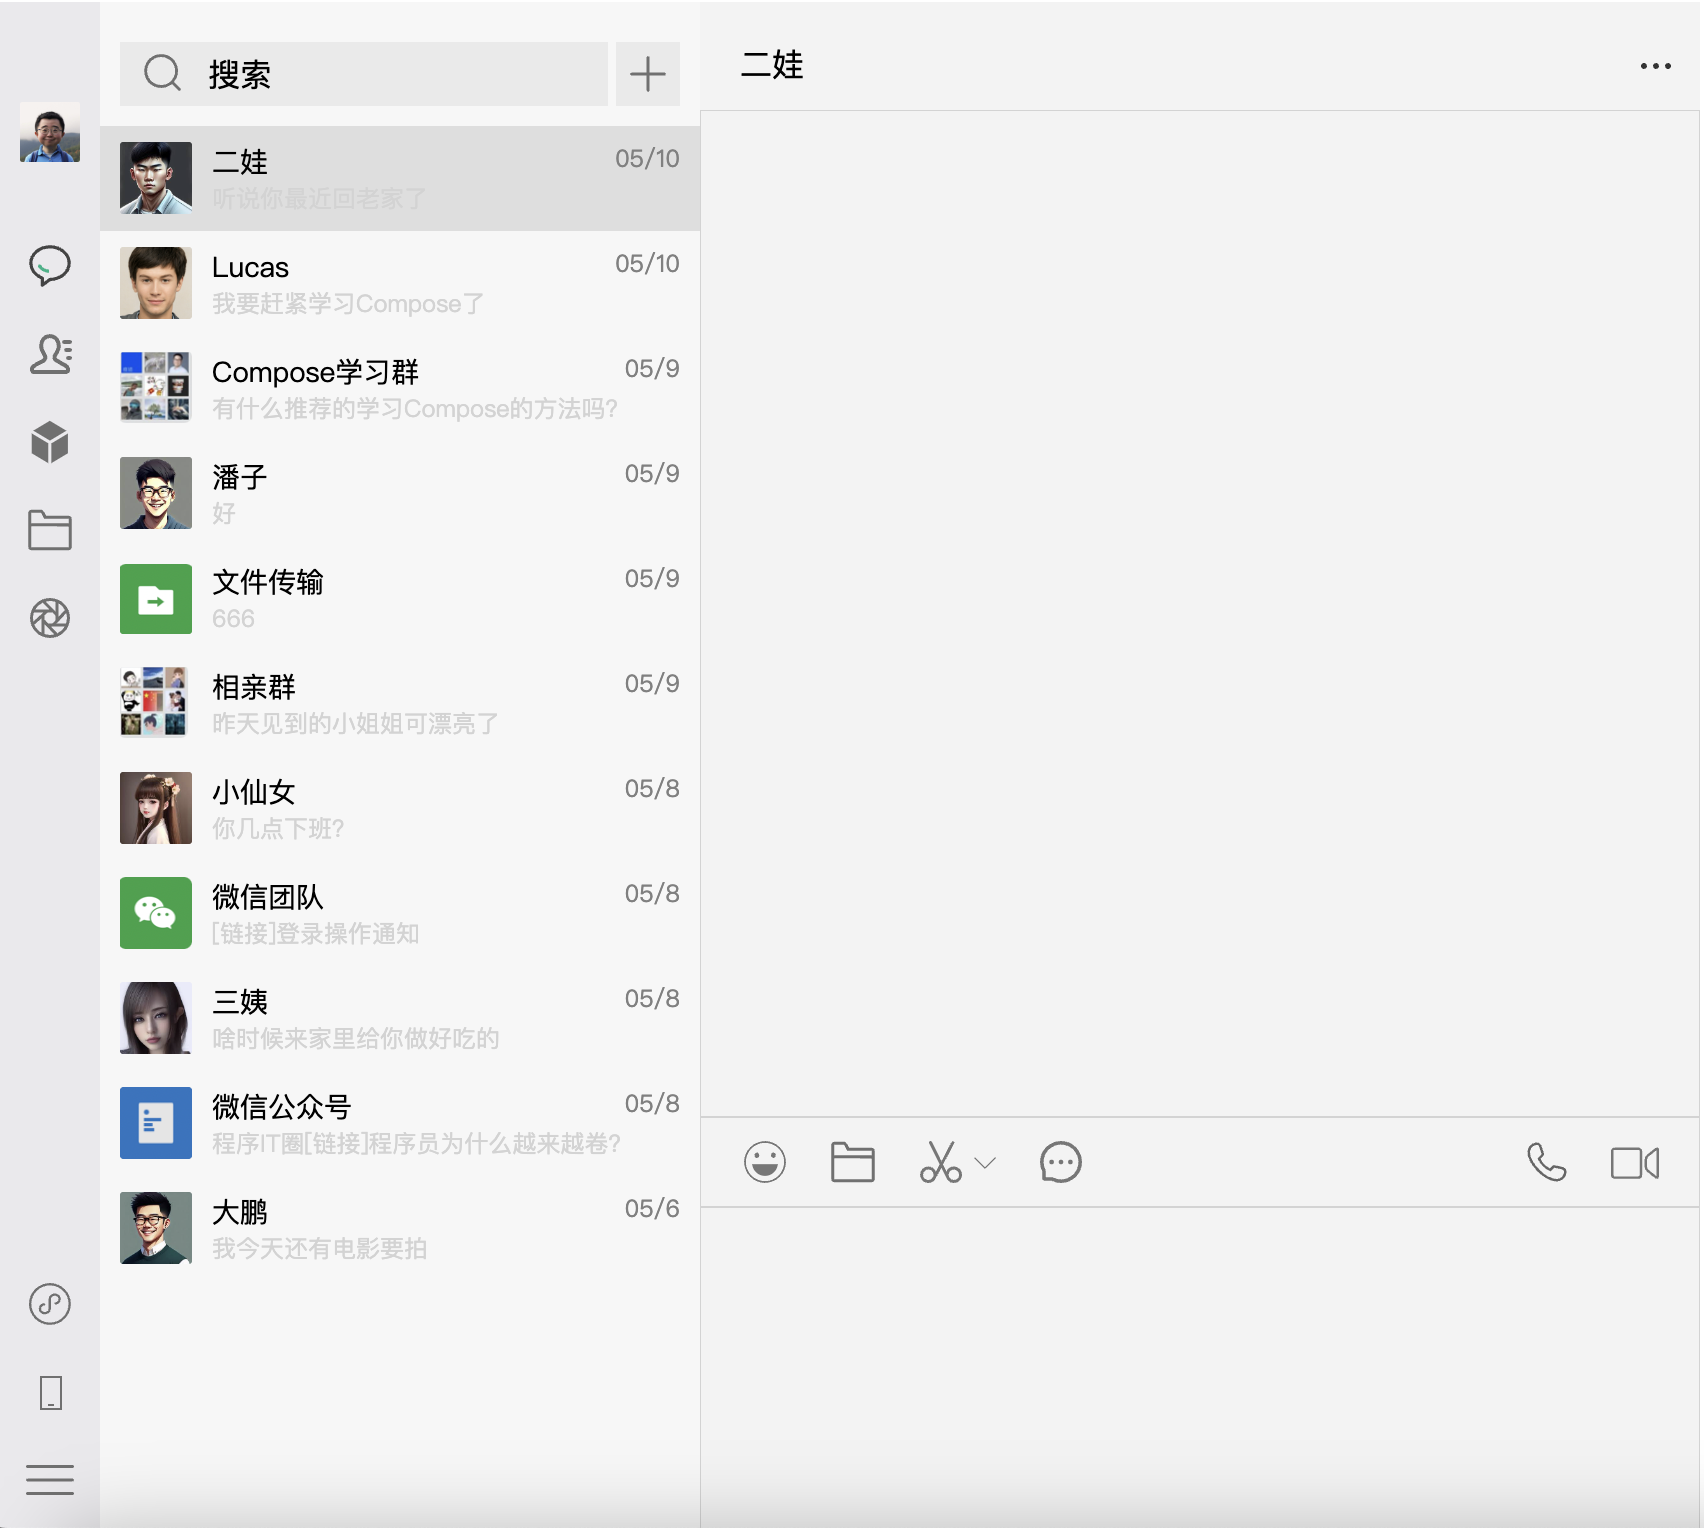 搜索
二娃
二娃
05/10
听说你最近回老家了
Lucas
05/10
我要赶紧学习Compose了
Compose学习群
05/9
有什么推荐的学习Compose的方法吗?
潘子
05/9
好
文件传输
05/9
666
相亲群
05/9
昨天见到的小姐姐可漂亮了
小仙女
05/8
你几点下班?
微信团队
05/8
[链接]登录操作通知
三姨
05/8
啥时候来家里给你做好吃的
微信公众号
05/8
程序IT圈[链接]程序员为什么越来越卷?
大鹏
05/6
我今天还有电影要拍